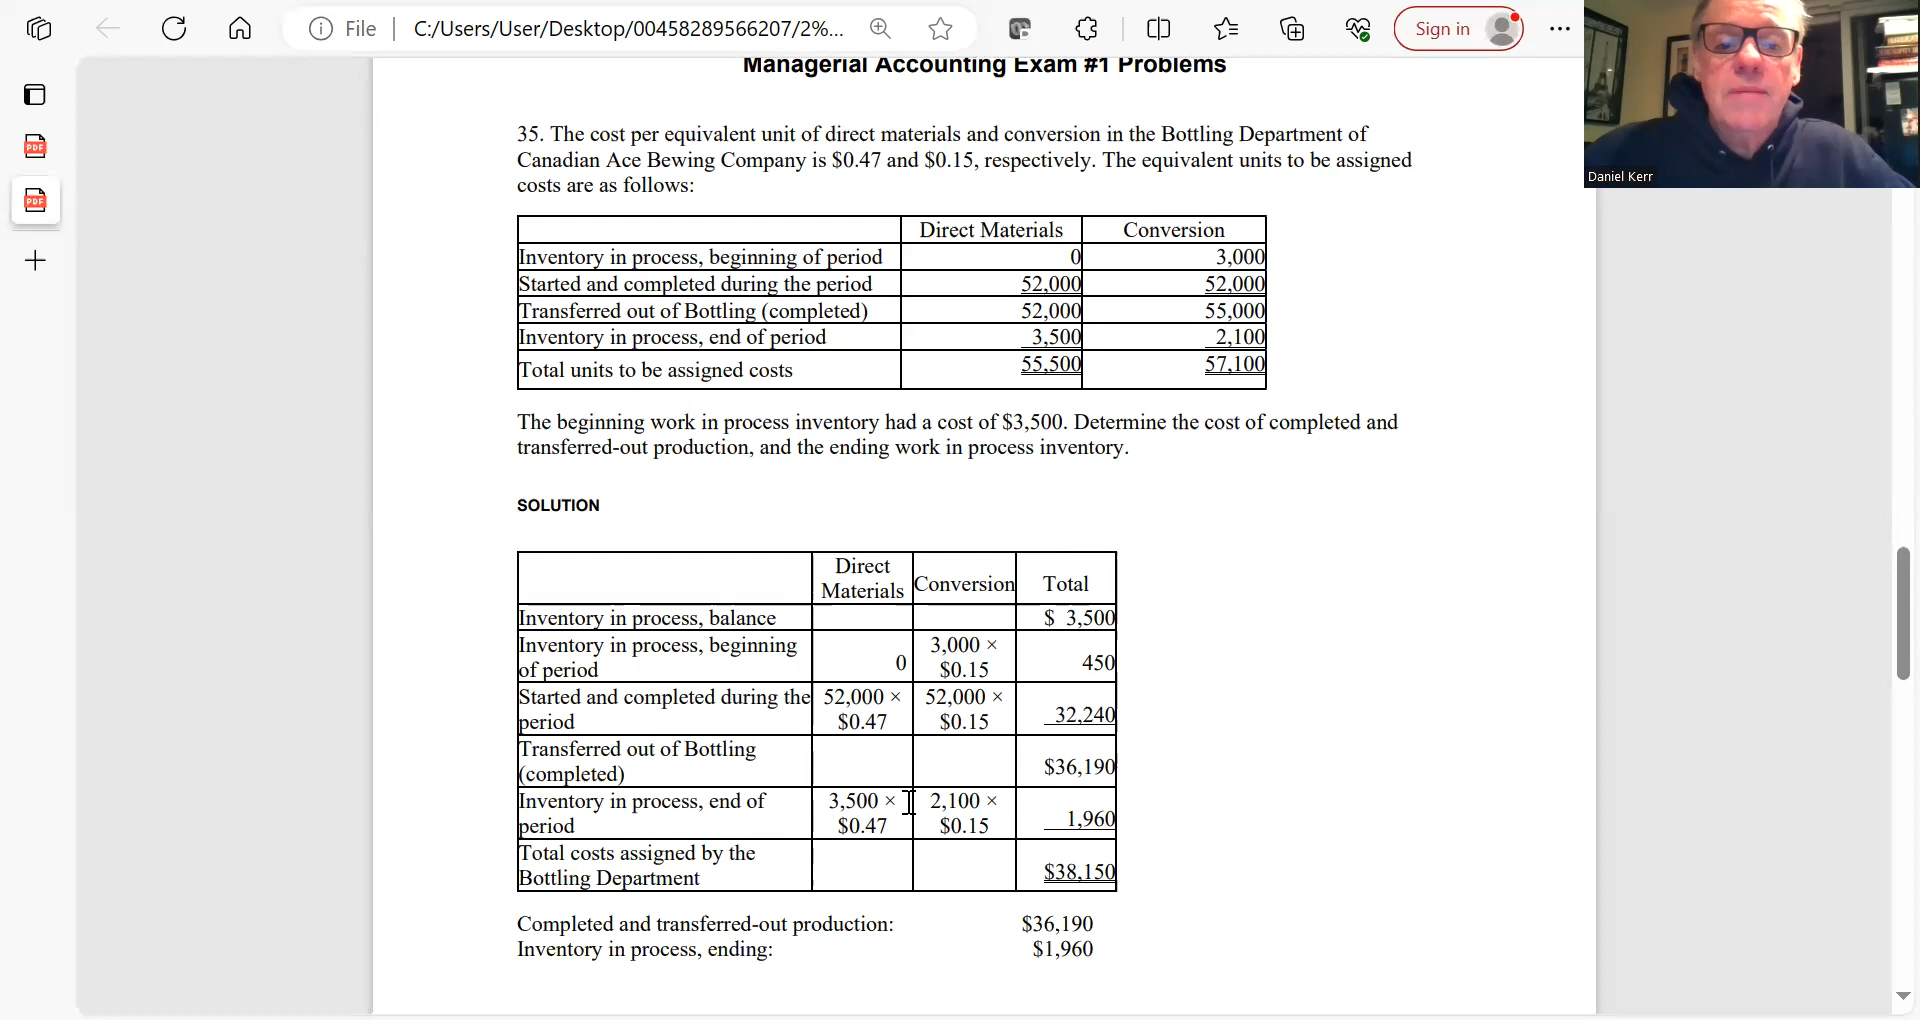 File C:/Users/User/Desktop/00458289566207/2%... Sign in
Managerial Accounting Exam #1 Problems
Daniel Kerr
PDF
PDF
35. The cost per equivalent unit of direct materials and conversion in the Bottling Department of
Canadian Ace Bewing Company is $0.47 and $0.15, respectively. The equivalent units to be assigned
costs are as follows:
Direct Materials Conversion
Inventory in process, beginning of period 0 3,000
Started and completed during the period 52,000 52,000
Transferred out of Bottling (completed) 52,000 55,000
Inventory in process, end of period 3,500 2,100
Total units to be assigned costs 55,500 57,100
The beginning work in process inventory had a cost of $3,500. Determine the cost of completed and
transferred-out production, and the ending work in process inventory.
SOLUTION
Direct
Materials Conversion Total
Inventory in process, balance $ 3,500
Inventory in process, beginning 3,000 ×
of period 0 $0.15 450
Started and completed during the 52,000 × 52,000 ×
period $0.47 $0.15 32,240
Transferred out of Bottling
(completed) $36,190
Inventory in process, end of 3,500 × 2,100 ×
period $0.47 $0.15 1,960
Total costs assigned by the
Bottling Department $38,150
Completed and transferred-out production: $36,190
Inventory in process, ending: $1,960